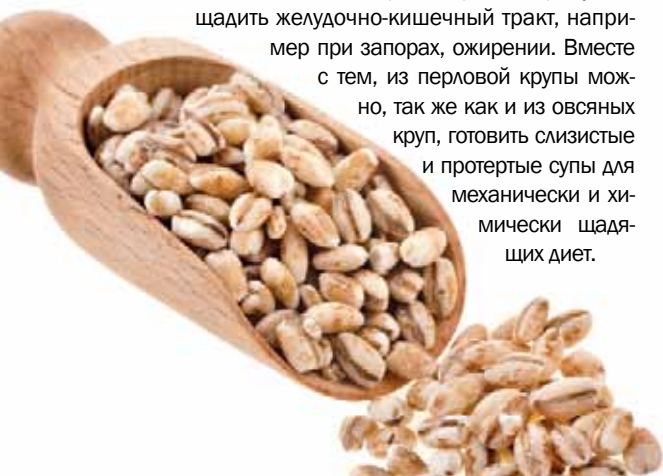 щадить желудочно-кишечный тракт, напри-
мер при запорах, ожирении. Вместе
с тем, из перловой крупы мож-
но, так же как и из овсяных
круп, готовить слизистые
и протертые супы для
механически и хи-
мически щадя-
щих диет.